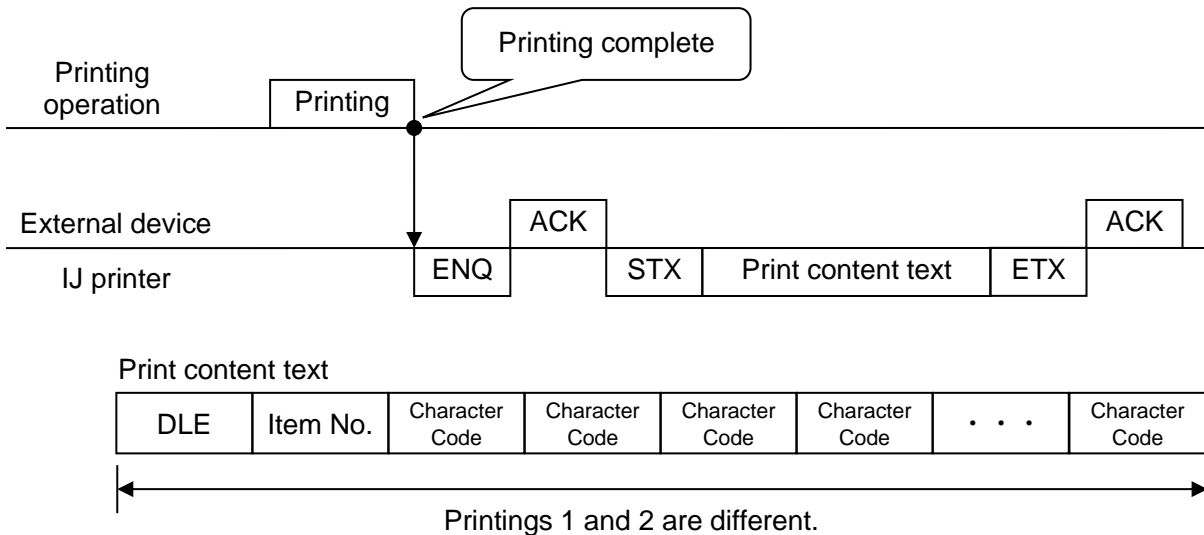 Printing complete
Printing
operation
Printing
External device
ACK
ACK
IJ printer
ENQ
STX
Print content text
ETX
Print content text
DLE
Item No.
Character
Code
Character
Code
Character
Code
Character
Code
・・・
Character
Code
Printings 1 and 2 are different.